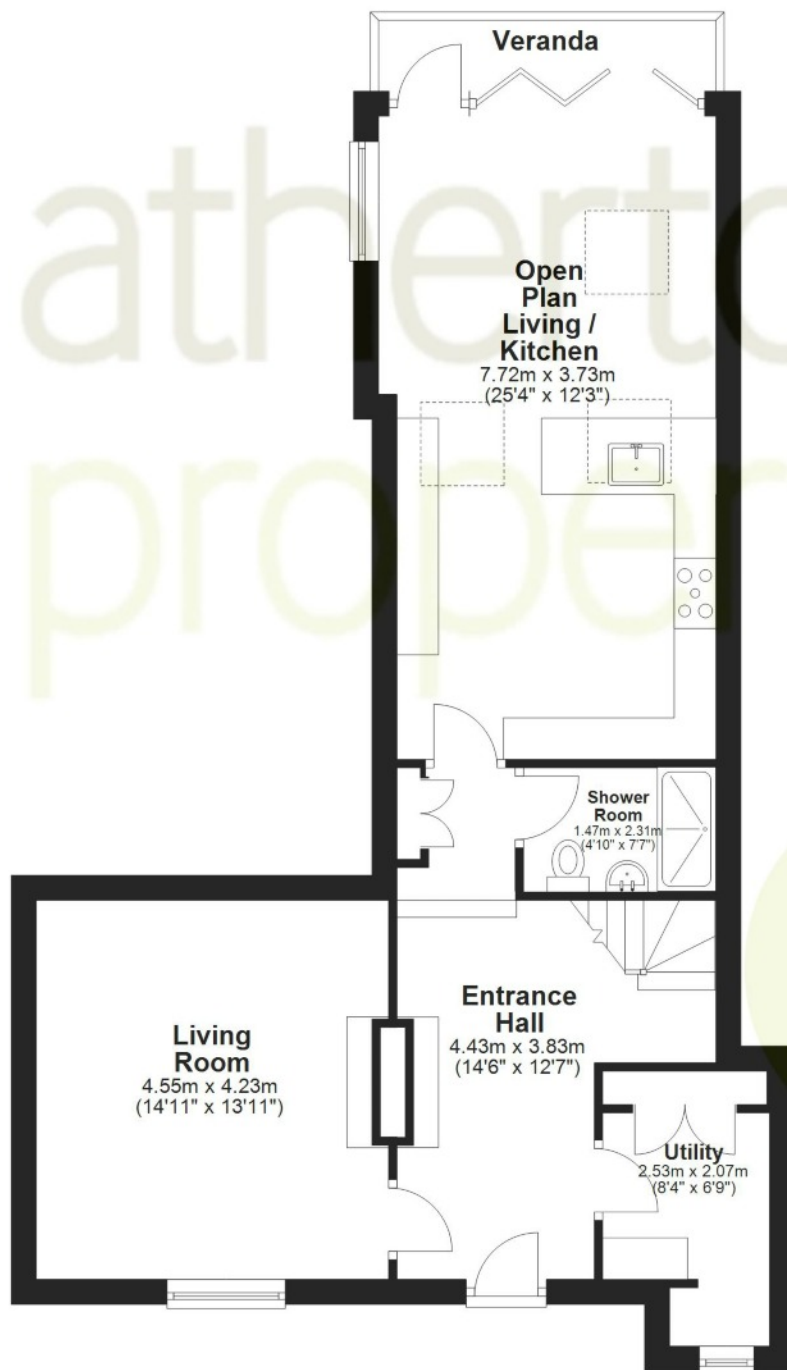 Veranda
Open
Plan
Living /
Kitchen
7.72m x 3.73m
(25'4" x 12'3")
Shower
Room
1.47m x 2.31m
(4'10" x 7'7")
Entrance
Hall
4.43m x 3.83m
(14'6" x 12'7")
Living
Room
4.55m x 4.23m
(14'11" x 13'11")
Utility
2.53m x 2.07m
(8'4" x 6'9")